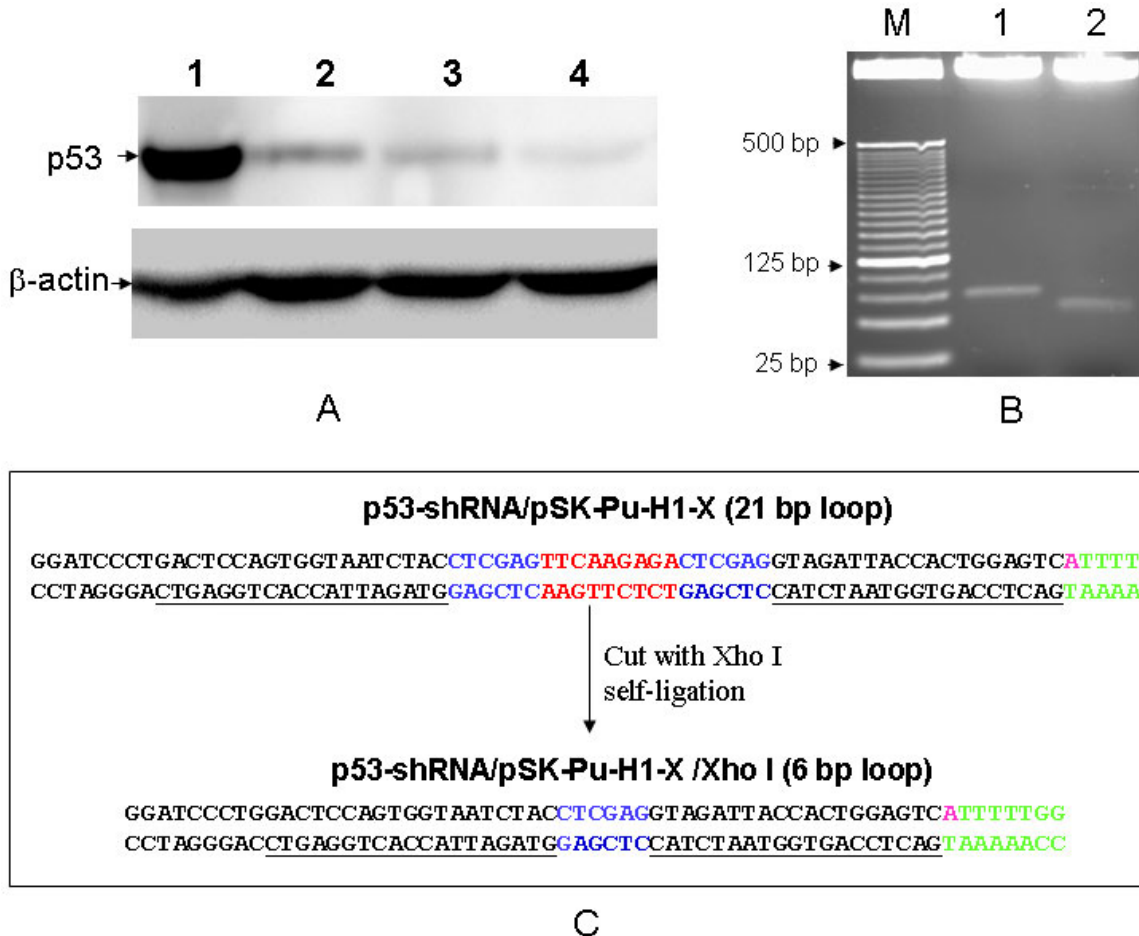 1 2 3 4
p53
β-actin
A
M 1 2
500 bp
125 bp
25 bp
B
p53-shRNA/pSK-Pu-H1-X (21 bp loop)
GGATCCCTGACTCCAGTGGTAATCTACCTCGAGTTCAAGAGACTCGAGGTAGATTACCACTGGAGTCATTTT
CCTAGGGACTGAGGTCACCATTAGATGGAGCTCAAGTTCTCTGAGCTCCATCTAATGGTGACCTCAGTAAAA
Cut with Xho I
self-ligation
p53-shRNA/pSK-Pu-H1-X /Xho I (6 bp loop)
GGATCCCTGGACTCCAGTGGTAATCTACCTCGAGGTAGATTACCACTGGAGTCATTTTTGG
CCTAGGGACCTGAGGTCACCATTAGATGGAGCTCCATCTAATGGTGACCTCAGTAAAAACC
C